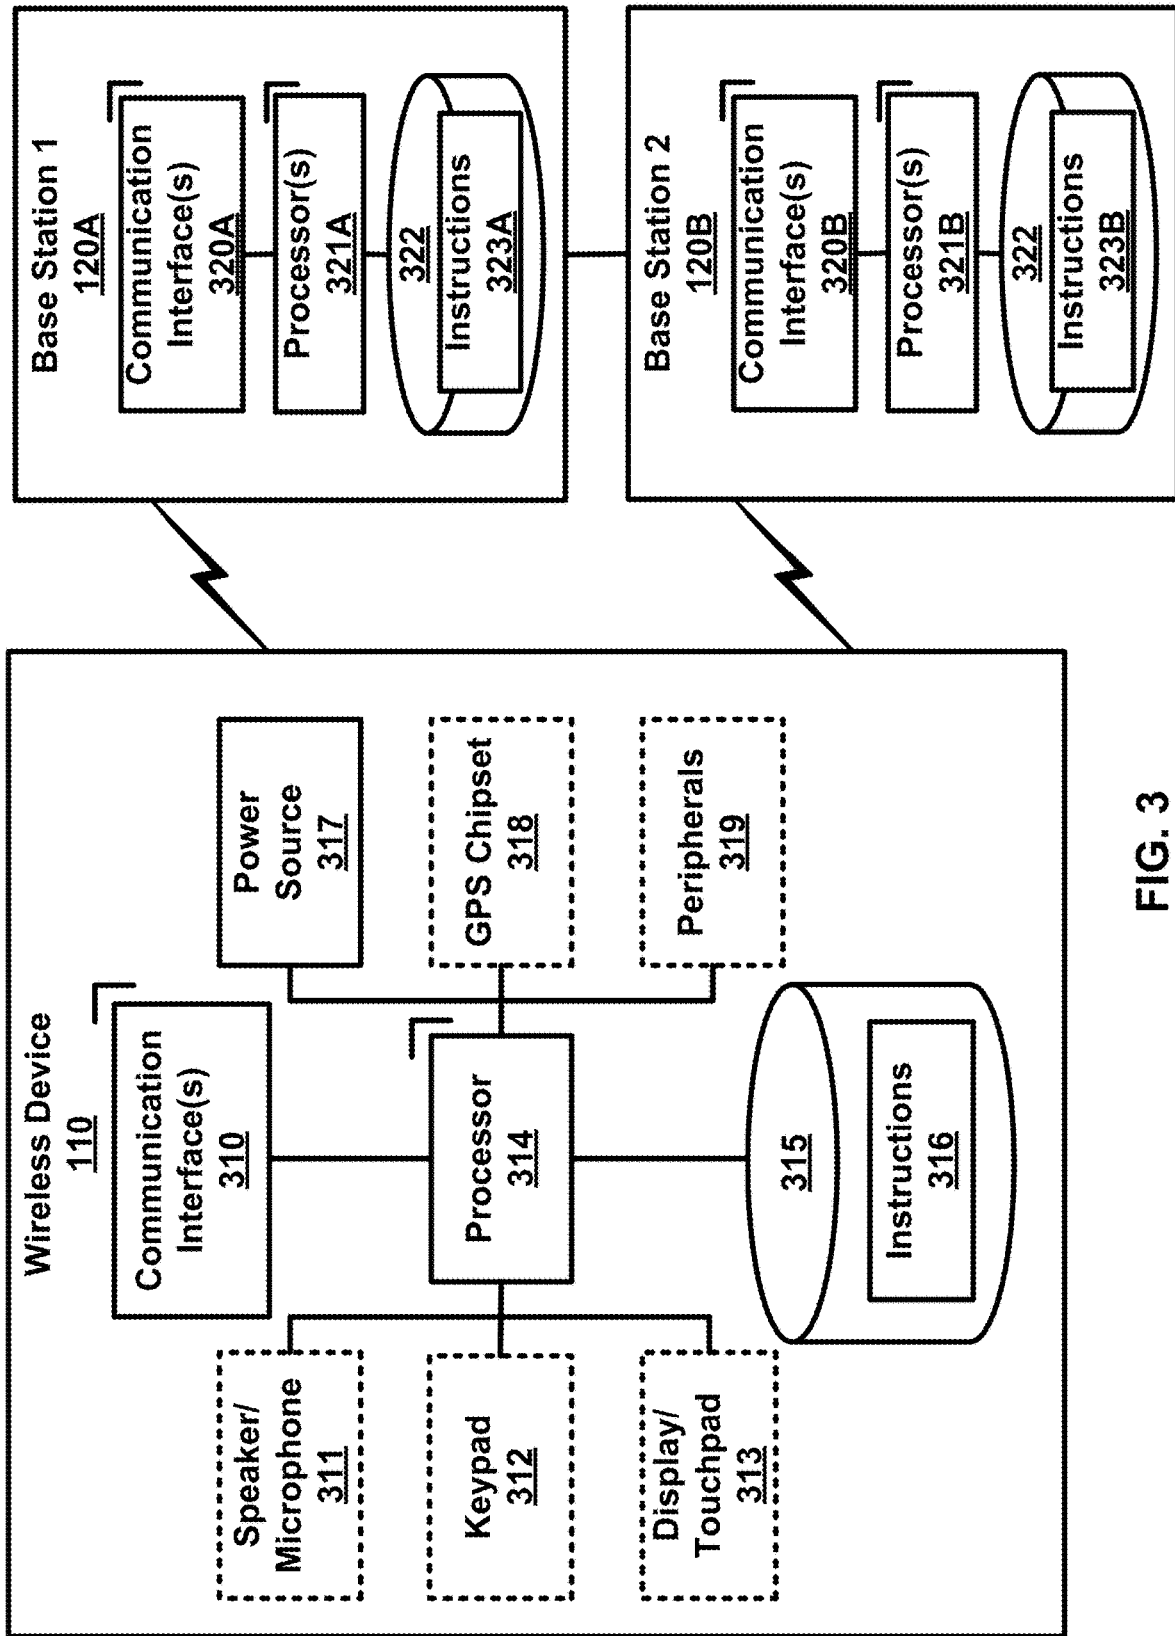 Wireless Device
110
Communication
Interface(s)
310
Speaker/
Microphone
311
Keypad
312
Display/
Touchpad
313
Processor
314
Power
Source
317
GPS Chipset
318
Peripherals
319
315
Instructions
316
Base Station 1
120A
Communication
Interface(s)
320A
Processor(s)
321A
322
Instructions
323A
Base Station 2
120B
Communication
Interface(s)
320B
Processor(s)
321B
322
Instructions
323B
FIG. 3